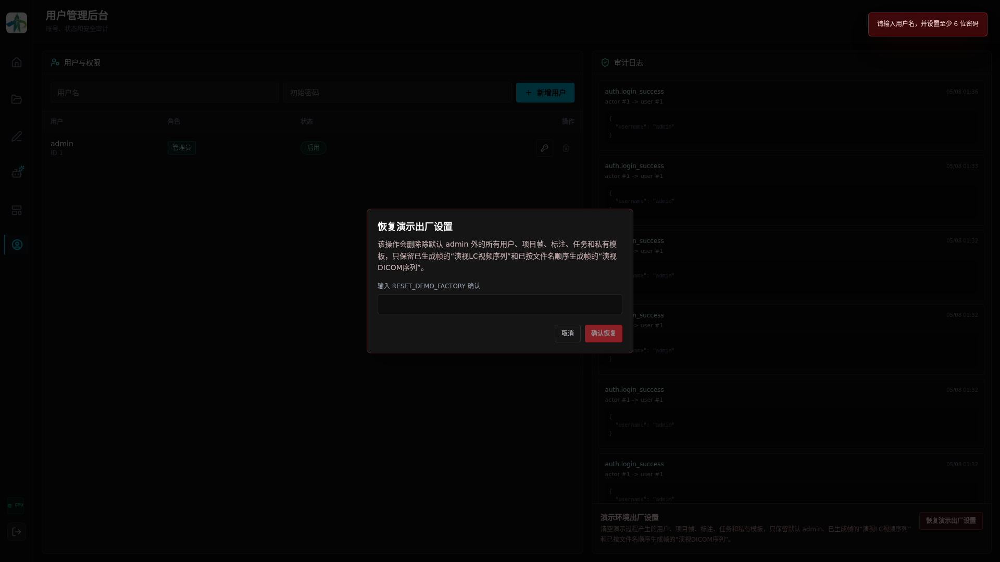 用户管理后台
账号、状态和安全审计
请输入用户名，并设置至少 6 位密码
用户与权限
用户名
初始密码
新增用户
用户
角色
状态
操作
admin
ID 1
管理员
启用
审计日志
auth.login_success
05/08 01:36
actor #1 -> user #1
{
"username": "admin"
}
auth.login_success
05/08 01:33
actor #1 -> user #1
{
"username": "admin"
n_success
05/08 01:32
-> user #1
ame": "admin"
n_success
05/08 01:32
-> user #1
ame": "admin"
}
auth.login_success
05/08 01:32
actor #1 -> user #1
{
"username": "admin"
}
auth.login_success
05/08 01:32
actor #1 -> user #1
{
"username": "admin"
恢复演示出厂设置
该操作会删除除默认 admin 外的所有用户、项目帧、标注、任务和私有模
板，只保留已生成帧的“演视LC视频序列”和已按文件名顺序生成帧的“演视
DICOM序列”。
输入 RESET_DEMO_FACTORY 确认
取消
确认恢复
GPU
演示环境出厂设置
清空演示过程产生的用户、项目帧、标注、任务和私有模板，只保留默认 admin、已生成帧的“演视LC视频序列”
和已按文件名顺序生成帧的“演视DICOM序列”。
恢复演示出厂设置